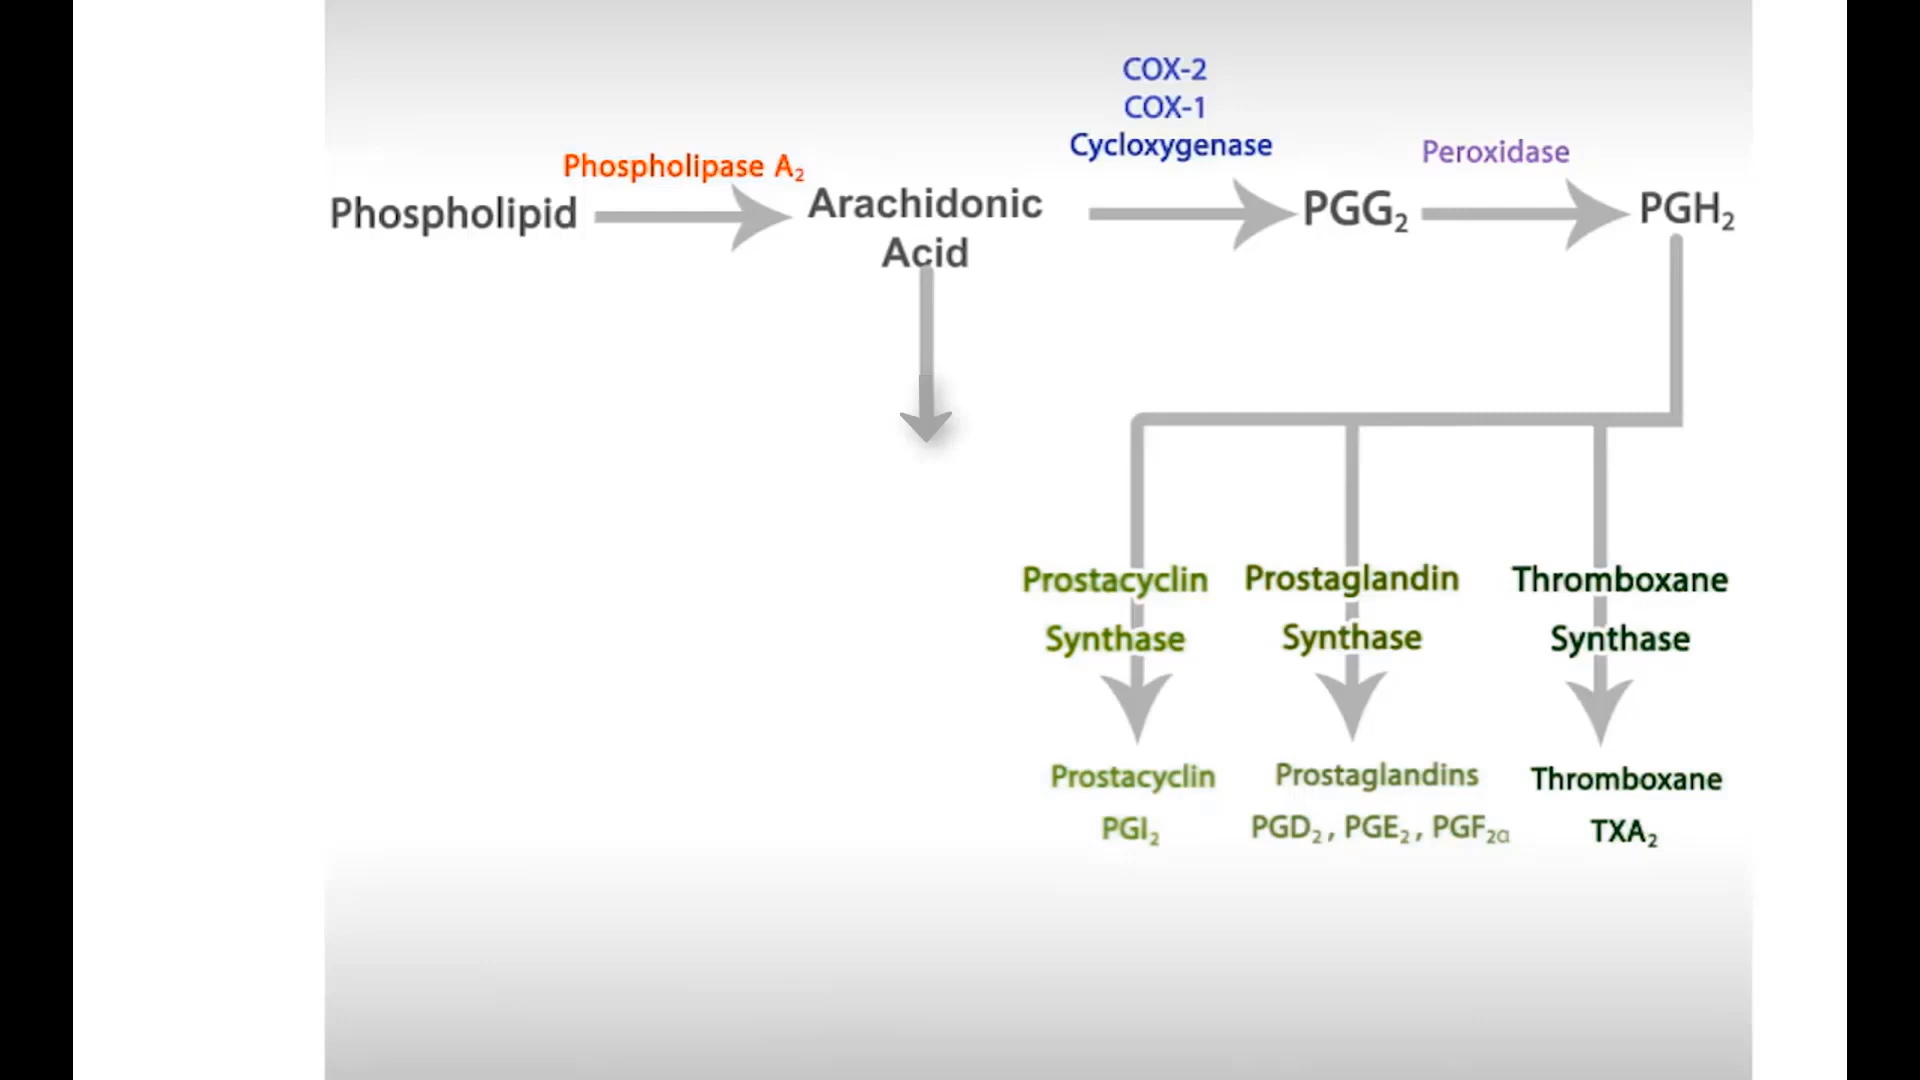 COX-2
COX-1
Cycloxygenase
Peroxidase
Phospholipase A₂
Phospholipid
Arachidonic
Acid
PGG₂
PGH₂
Prostacyclin
Synthase
Prostaglandin
Synthase
Thromboxane
Synthase
Prostacyclin
PGI₂
Prostaglandins
PGD₂, PGE₂, PGF₂α
Thromboxane
TXA₂